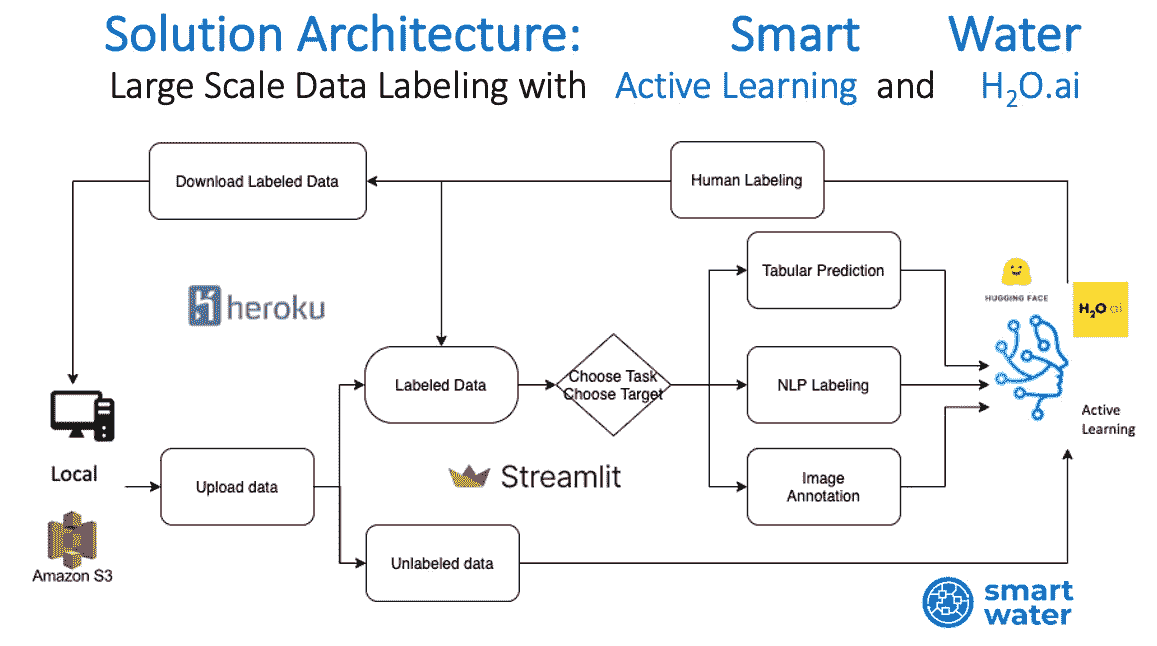 Solution Architecture: Smart Water
Large Scale Data Labeling with Active Learning and H₂O.ai
Download Labeled Data
Human Labeling
Tabular Prediction
HUGGING FACE
H₂O ai
heroku
Labeled Data
Choose Task
Choose Target
NLP Labeling
Active
Learning
Local
Streamlit
Upload data
Image
Annotation
Amazon S3
Unlabeled data
smart
water